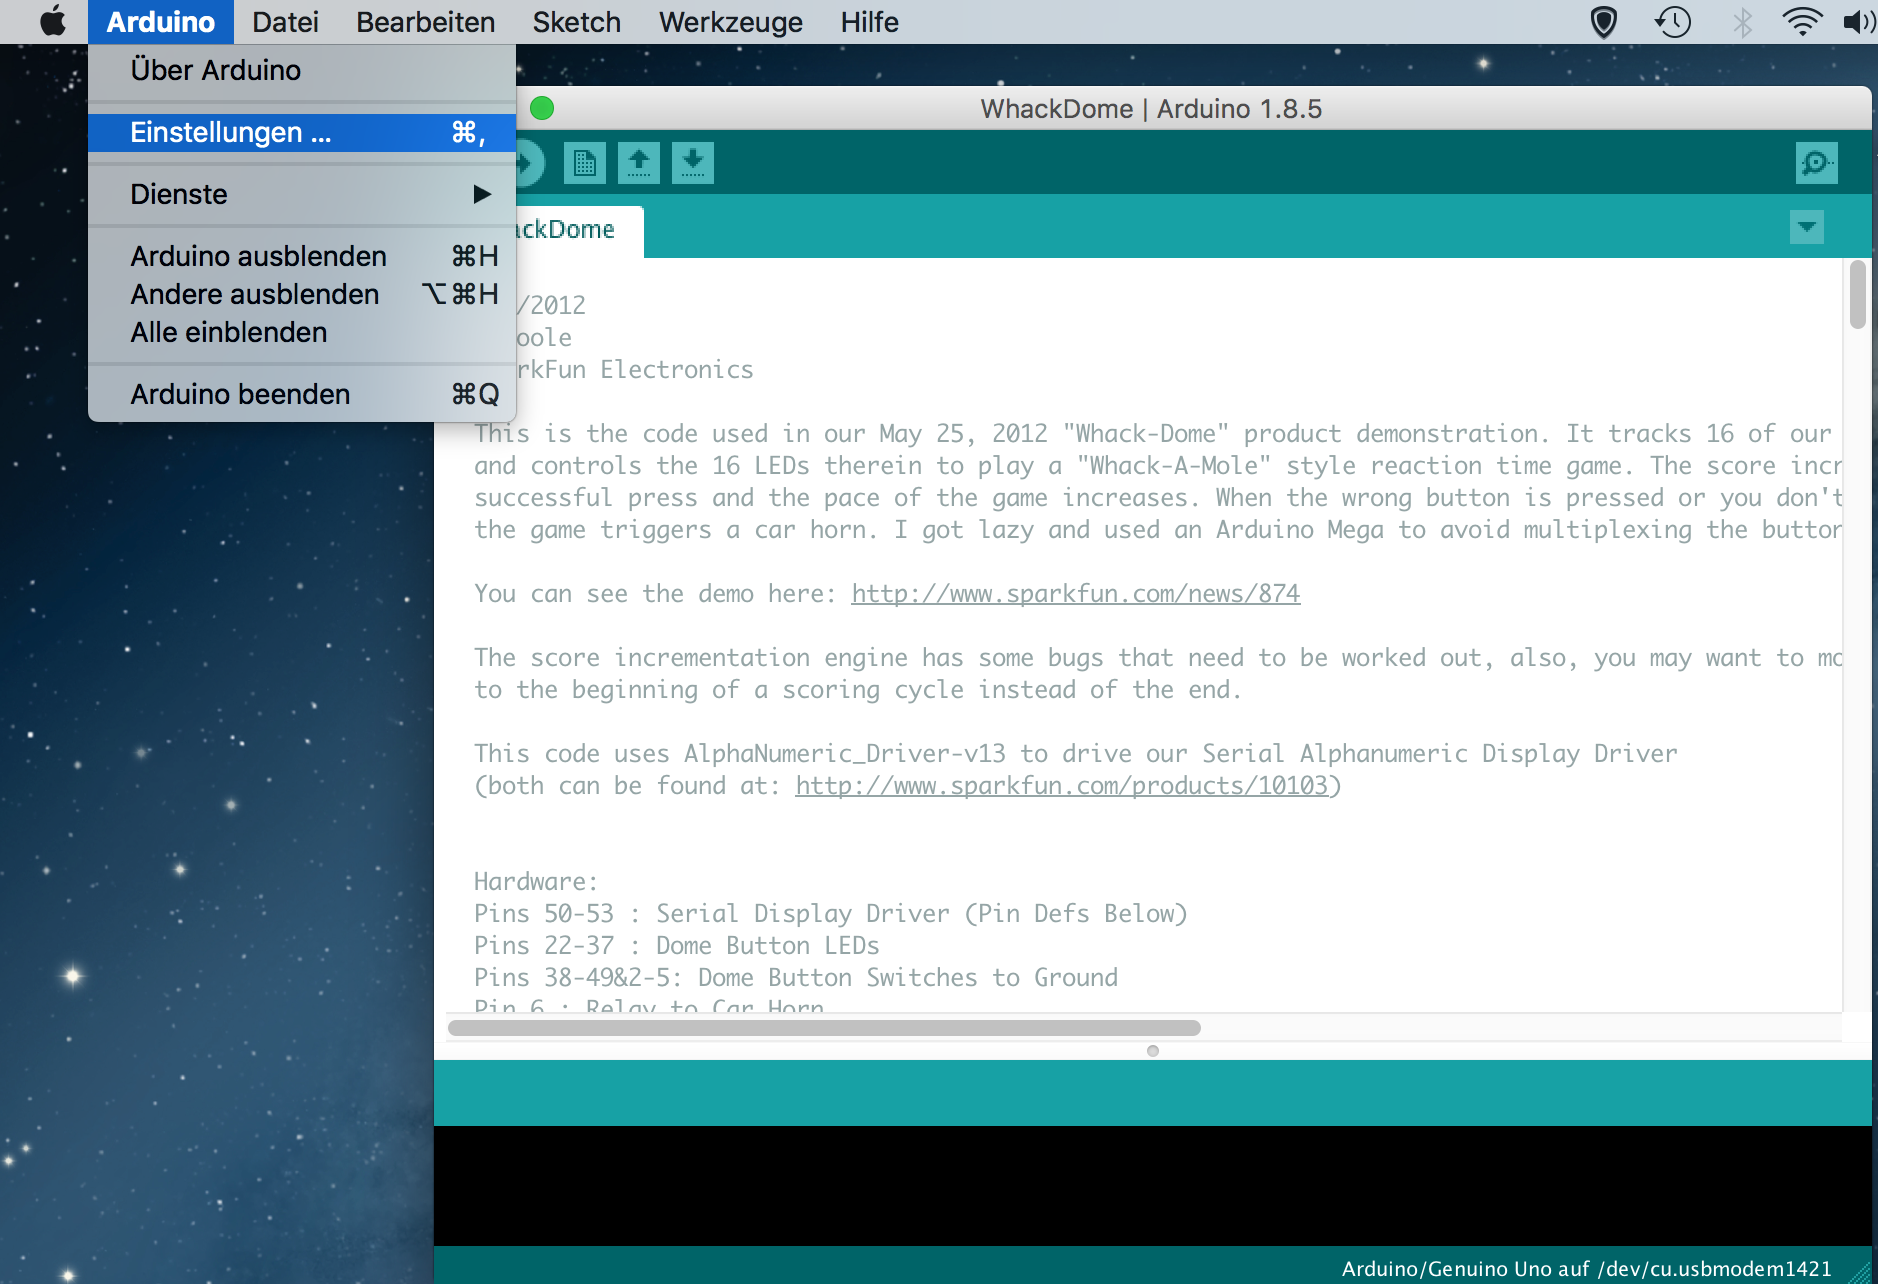 Arduino Datei Bearbeiten Sketch Werkzeuge Hilfe
Über Arduino
Einstellungen ... ⌘,
Dienste ▶
Arduino ausblenden ⌘H
Andere ausblenden ⌥⌘H
Alle einblenden
Arduino beenden ⌘Q
WhackDome | Arduino 1.8.5
ackDome
/2012
oole
rkFun Electronics
This is the code used in our May 25, 2012 "Whack-Dome" product demonstration. It tracks 16 of our
and controls the 16 LEDs therein to play a "Whack-A-Mole" style reaction time game. The score incr
successful press and the pace of the game increases. When the wrong button is pressed or you don't
the game triggers a car horn. I got lazy and used an Arduino Mega to avoid multiplexing the button
You can see the demo here: http://www.sparkfun.com/news/874
The score incrementation engine has some bugs that need to be worked out, also, you may want to mo
to the beginning of a scoring cycle instead of the end.
This code uses AlphaNumeric_Driver-v13 to drive our Serial Alphanumeric Display Driver
(both can be found at: http://www.sparkfun.com/products/10103)
Hardware:
Pins 50-53 : Serial Display Driver (Pin Defs Below)
Pins 22-37 : Dome Button LEDs
Pins 38-49&2-5: Dome Button Switches to Ground
Pin 6 : Relay to Car Horn
Arduino/Genuino Uno auf /dev/cu.usbmodem1421